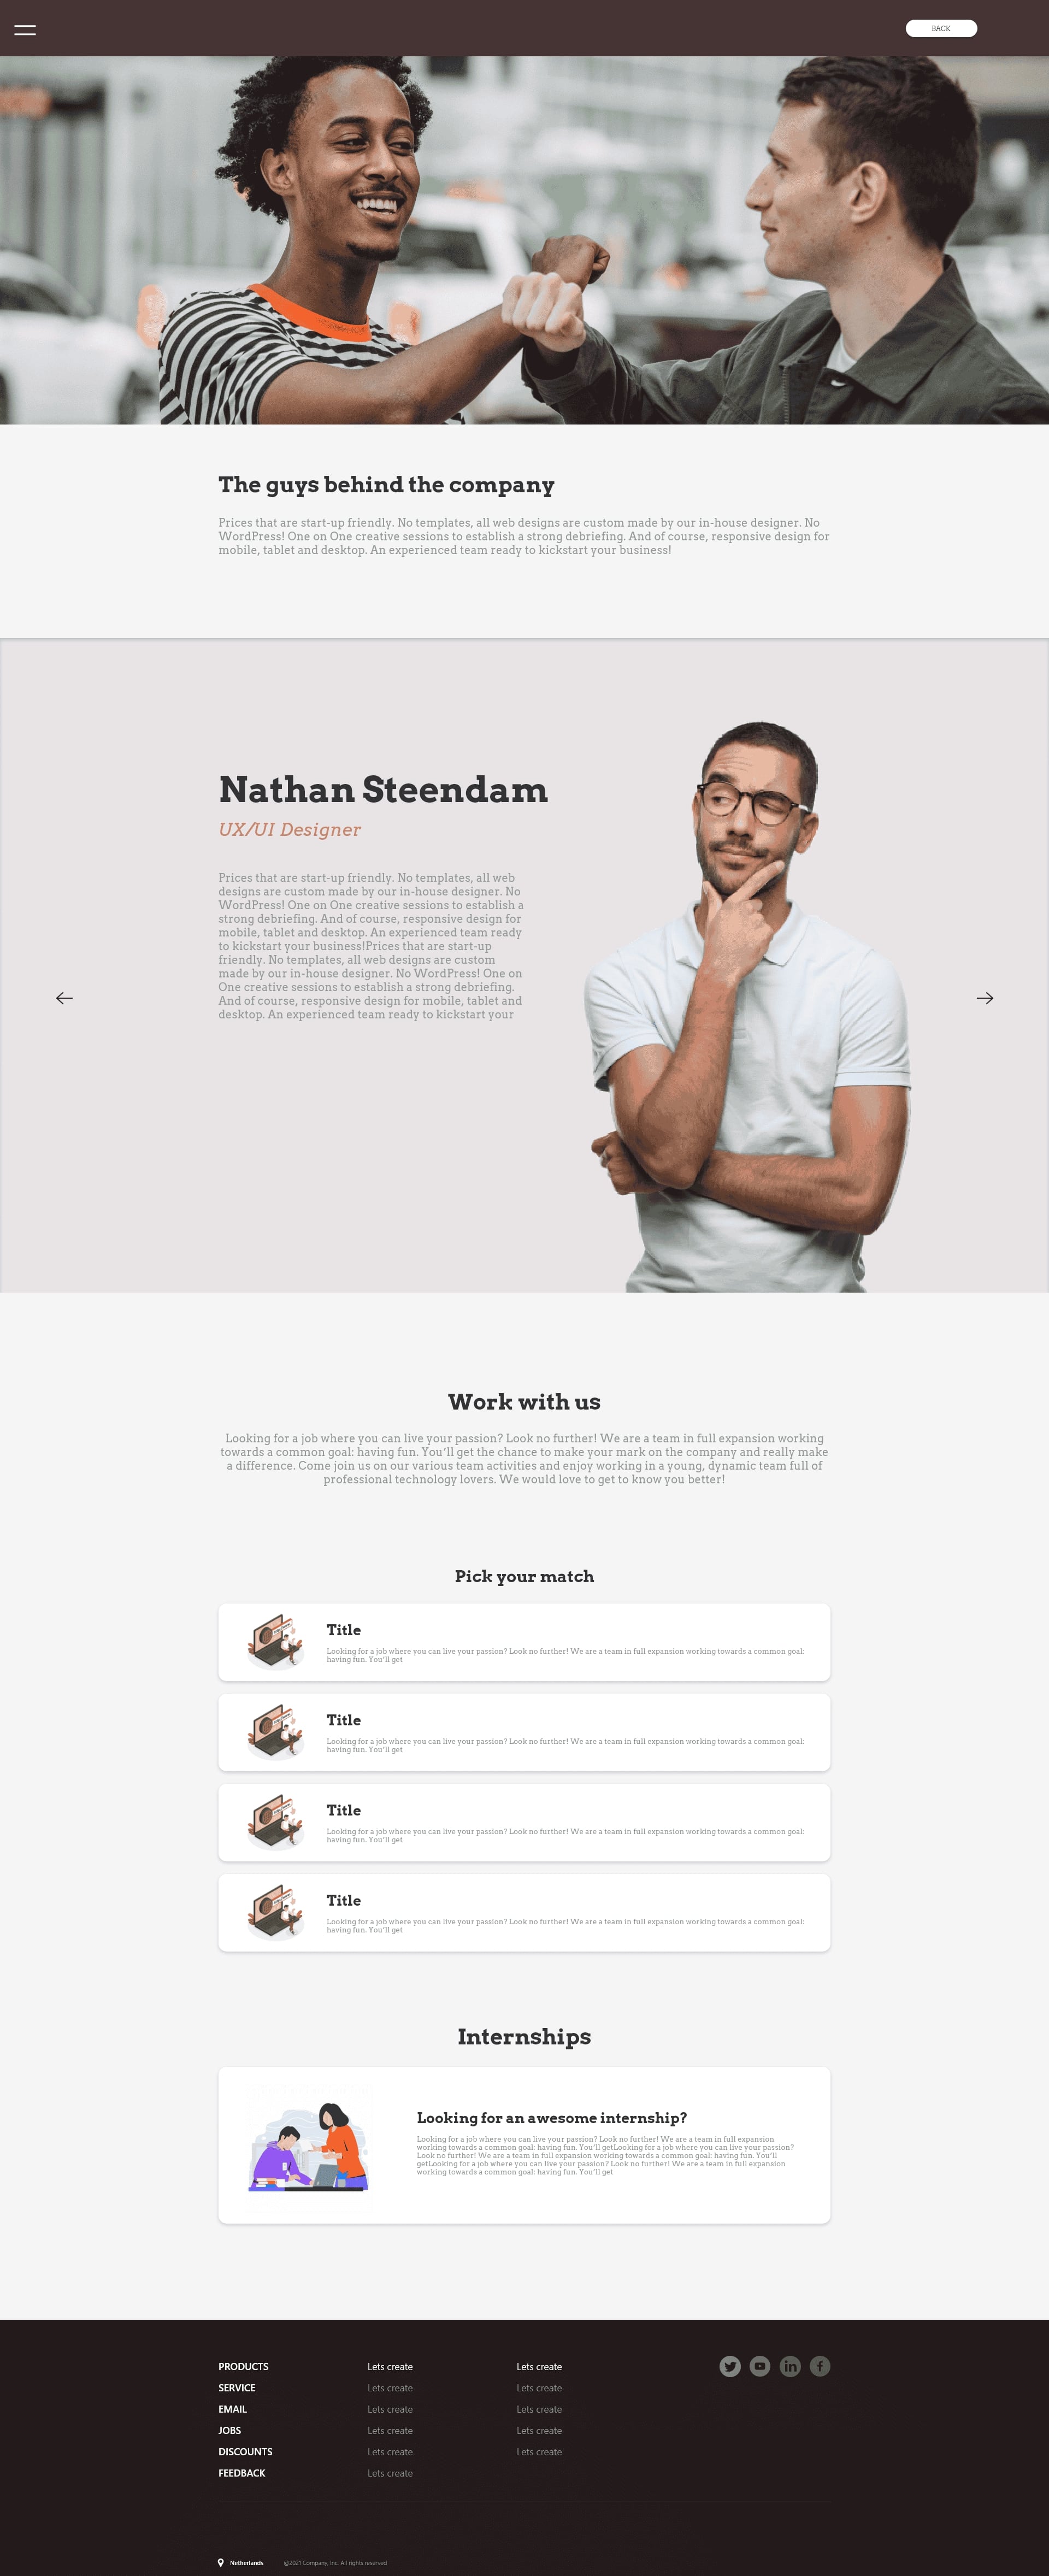 BACK
The guys behind the company
Prices that are start-up friendly. No templates, all web designs are custom made by our in-house designer. No
WordPress! One on One creative sessions to establish a strong debriefing. And of course, responsive design for
mobile, tablet and desktop. An experienced team ready to kickstart your business!
Nathan Steendam
UX/UI Designer
Prices that are start-up friendly. No templates, all web
designs are custom made by our in-house designer. No
WordPress! One on One creative sessions to establish a
strong debriefing. And of course, responsive design for
mobile, tablet and desktop. An experienced team ready
to kickstart your business!Prices that are start-up
friendly. No templates, all web designs are custom
made by our in-house designer. No WordPress! One on
One creative sessions to establish a strong debriefing.
And of course, responsive design for mobile, tablet and
desktop. An experienced team ready to kickstart your
Work with us
Looking for a job where you can live your passion? Look no further! We are a team in full expansion working
towards a common goal: having fun. You'll get the chance to make your mark on the company and really make
a difference. Come join us on our various team activities and enjoy working in a young, dynamic team full of
professional technology lovers. We would love to get to know you better!
Pick your match
Title
Looking for a job where you can live your passion? Look no further! We are a team in full expansion working towards a common goal:
having fun. You'll get
Title
Looking for a job where you can live your passion? Look no further! We are a team in full expansion working towards a common goal:
having fun. You'll get
Title
Looking for a job where you can live your passion? Look no further! We are a team in full expansion working towards a common goal:
having fun. You'll get
Title
Looking for a job where you can live your passion? Look no further! We are a team in full expansion working towards a common goal:
having fun. You'll get
Internships
Looking for an awesome internship?
Looking for a job where you can live your passion? Look no further! We are a team in full expansion
working towards a common goal: having fun. You'll getLooking for a job where you can live your passion?
Look no further! We are a team in full expansion working towards a common goal: having fun. You'll
getLooking for a job where you can live your passion? Look no further! We are a team in full expansion
working towards a common goal: having fun. You'll get
PRODUCTS Lets create Lets create
SERVICE Lets create Lets create
EMAIL Lets create Lets create
JOBS Lets create Lets create
DISCOUNTS Lets create Lets create
FEEDBACK Lets create
Netherlands @2021 Company, inc. All rights reserved